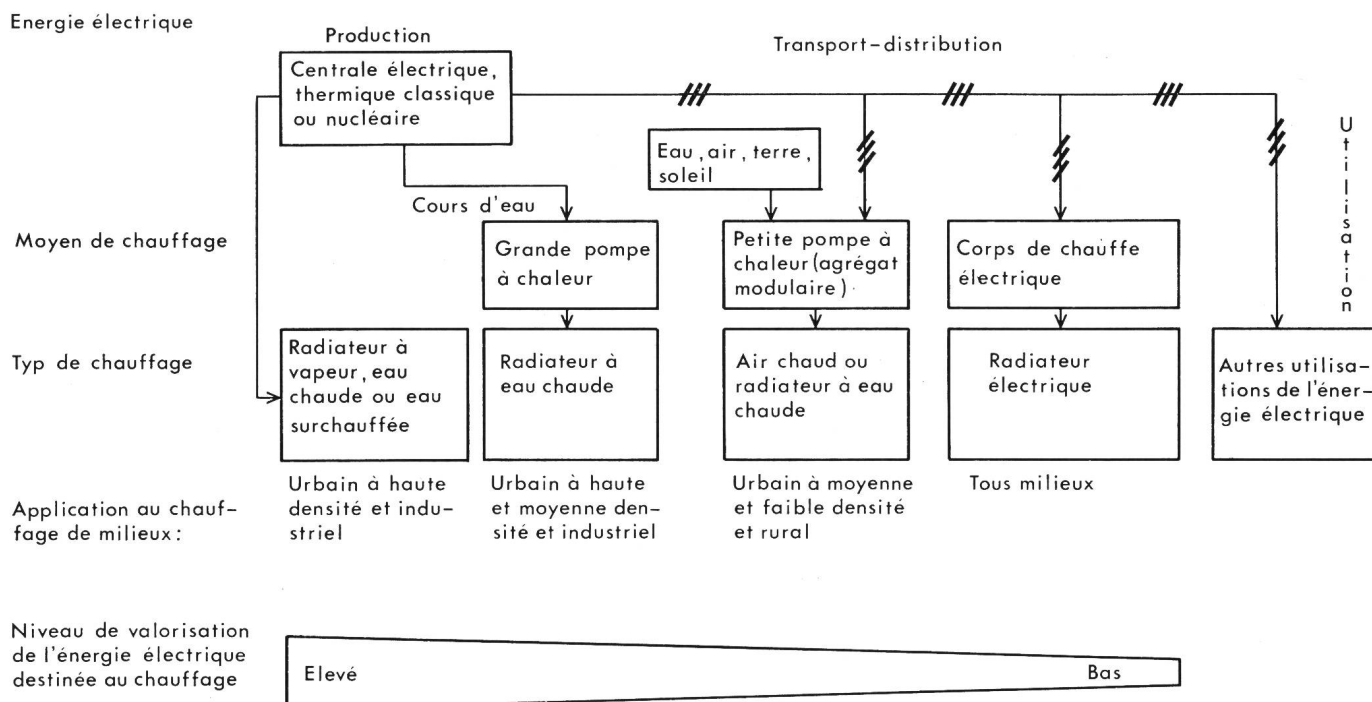 Energie électrique
Production
Transport-distribution
Centrale électrique,
thermique classique
ou nucléaire
Eau, air, terre,
soleil
Utilisation
Cours d'eau
Moyen de chauffage
Grande pompe
à chaleur
Petite pompe à
chaleur (agrégat
modulaire)
Corps de chauffe
électrique
Typ de chauffage
Radiateur à
vapeur, eau
chaude ou eau
surchauffée
Radiateur à
eau chaude
Air chaud ou
radiateur à eau
chaude
Radiateur
électrique
Autres utilisa-
tions de l'éner-
gie électrique
Application au chauf-
fage de milieux:
Urbain à haute
densité et indu-
striel
Urbain à haute
et moyenne den-
sité et industriel
Urbain à moyenne
et faible densité
et rural
Tous milieux
Niveau de valorisation
de l'énergie électrique
destinée au chauffage
Elevé
Bas